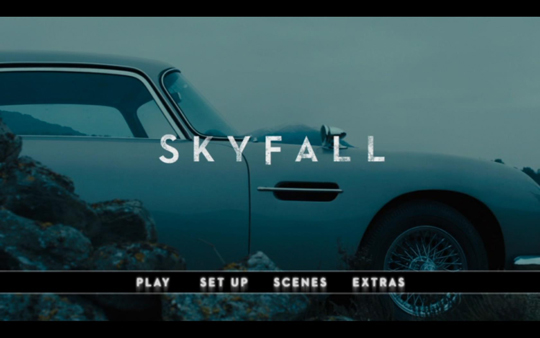 SKYFALL
PLAY SET UP SCENES EXTRAS